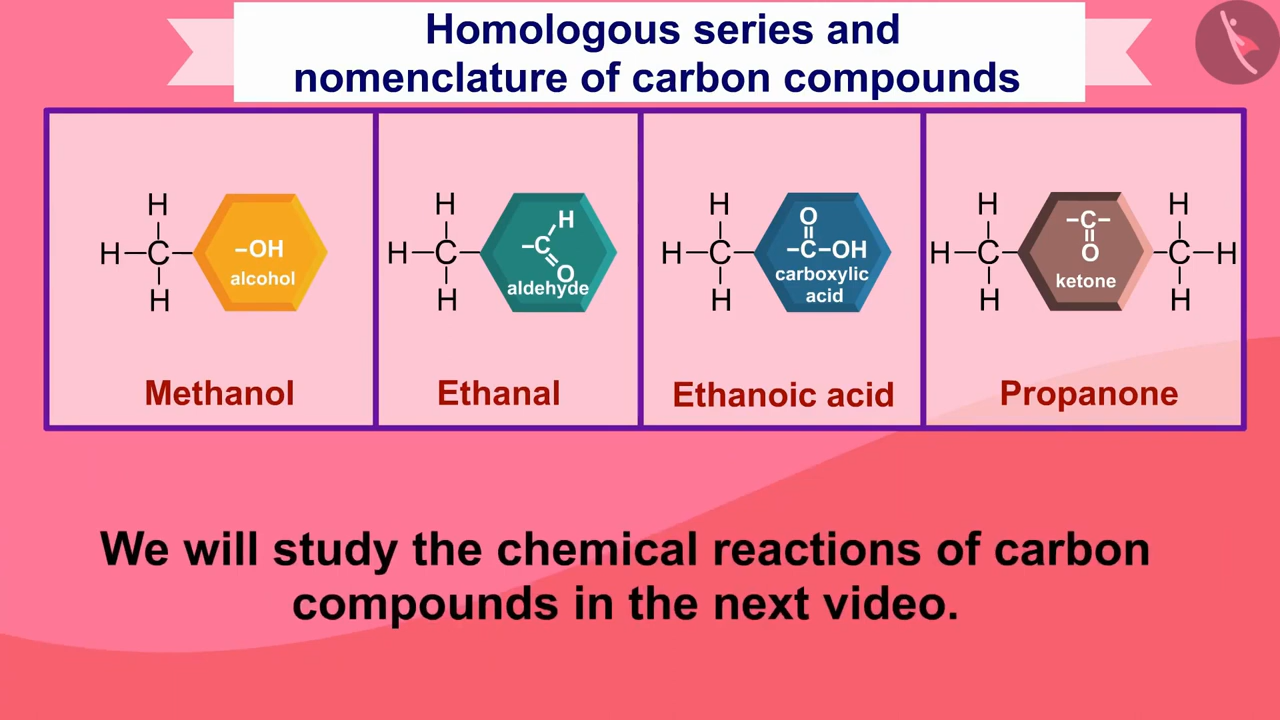 Homologous series and
nomenclature of carbon compounds
H
H–C–
H
–OH
alcohol
Methanol
H
H–C–
H
H
–C
O
aldehyde
Ethanal
H
H–C–
H
O
–C–OH
carboxylic
acid
Ethanoic acid
H
H–C–
H
–C–
O
ketone
H
–C–H
H
Propanone
We will study the chemical reactions of carbon
compounds in the next video.